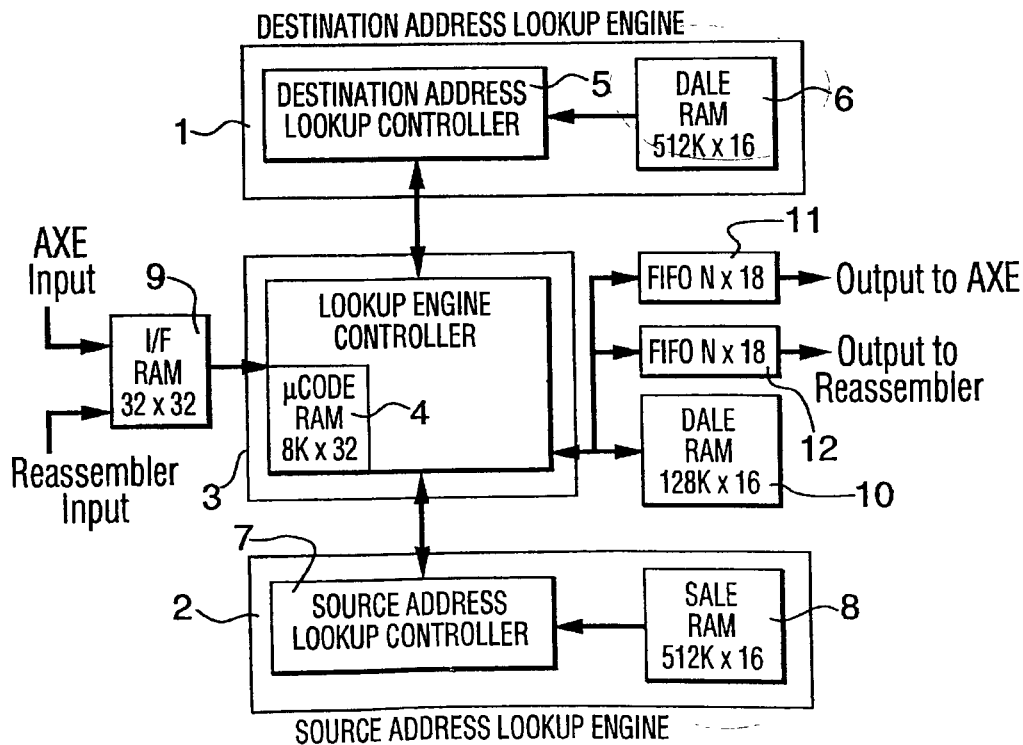 DESTINATION ADDRESS LOOKUP ENGINE
DESTINATION ADDRESS
LOOKUP CONTROLLER
5
DALE
RAM
512K x 16
6
1
AXE
Input
9
I/F
RAM
32 x 32
Reassembler
Input
LOOKUP ENGINE
CONTROLLER
µCODE
RAM
8K x 32
4
3
11
FIFO N x 18
Output to AXE
FIFO N x 18
Output to
Reassembler
12
DALE
RAM
128K x 16
10
7
2
SOURCE ADDRESS
LOOKUP CONTROLLER
SALE
RAM
512K x 16
8
SOURCE ADDRESS LOOKUP ENGINE